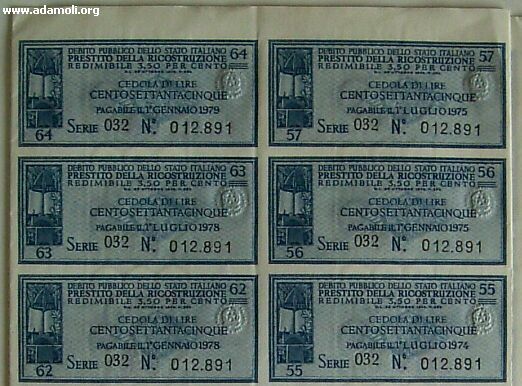 www.adamoli.org
DEBITO PUBBLICO DELLO STATO ITALIANO 64
PRESTITO DELLA RICOSTRUZIONE
REDIMIBILE 3,50 PER CENTO
CEDOLA DI LIRE
CENTOSETTANTACINQUE
PAGABILE IL 1° GENNAIO 1979
64 SERIE 032 N° 012.891
DEBITO PUBBLICO DELLO STATO ITALIANO 57
PRESTITO DELLA RICOSTRUZIONE
REDIMIBILE 3,50 PER CENTO
CEDOLA DI LIRE
CENTOSETTANTACINQUE
PAGABILE IL 1° LUGLIO 1975
57 SERIE 032 N° 012.891
DEBITO PUBBLICO DELLO STATO ITALIANO 63
PRESTITO DELLA RICOSTRUZIONE
REDIMIBILE 3,50 PER CENTO
CEDOLA DI LIRE
CENTOSETTANTACINQUE
PAGABILE IL 1° LUGLIO 1978
63 SERIE 032 N° 012.891
DEBITO PUBBLICO DELLO STATO ITALIANO 56
PRESTITO DELLA RICOSTRUZIONE
REDIMIBILE 3,50 PER CENTO
CEDOLA DI LIRE
CENTOSETTANTACINQUE
PAGABILE IL 1° GENNAIO 1975
56 SERIE 032 N° 012.891
DEBITO PUBBLICO DELLO STATO ITALIANO 62
PRESTITO DELLA RICOSTRUZIONE
REDIMIBILE 3,50 PER CENTO
CEDOLA DI LIRE
CENTOSETTANTACINQUE
PAGABILE IL 1° GENNAIO 1978
62 SERIE 032 N° 012.891
DEBITO PUBBLICO DELLO STATO ITALIANO 55
PRESTITO DELLA RICOSTRUZIONE
REDIMIBILE 3,50 PER CENTO
CEDOLA DI LIRE
CENTOSETTANTACINQUE
PAGABILE IL 1° LUGLIO 1974
55 SERIE 032 N° 012.891